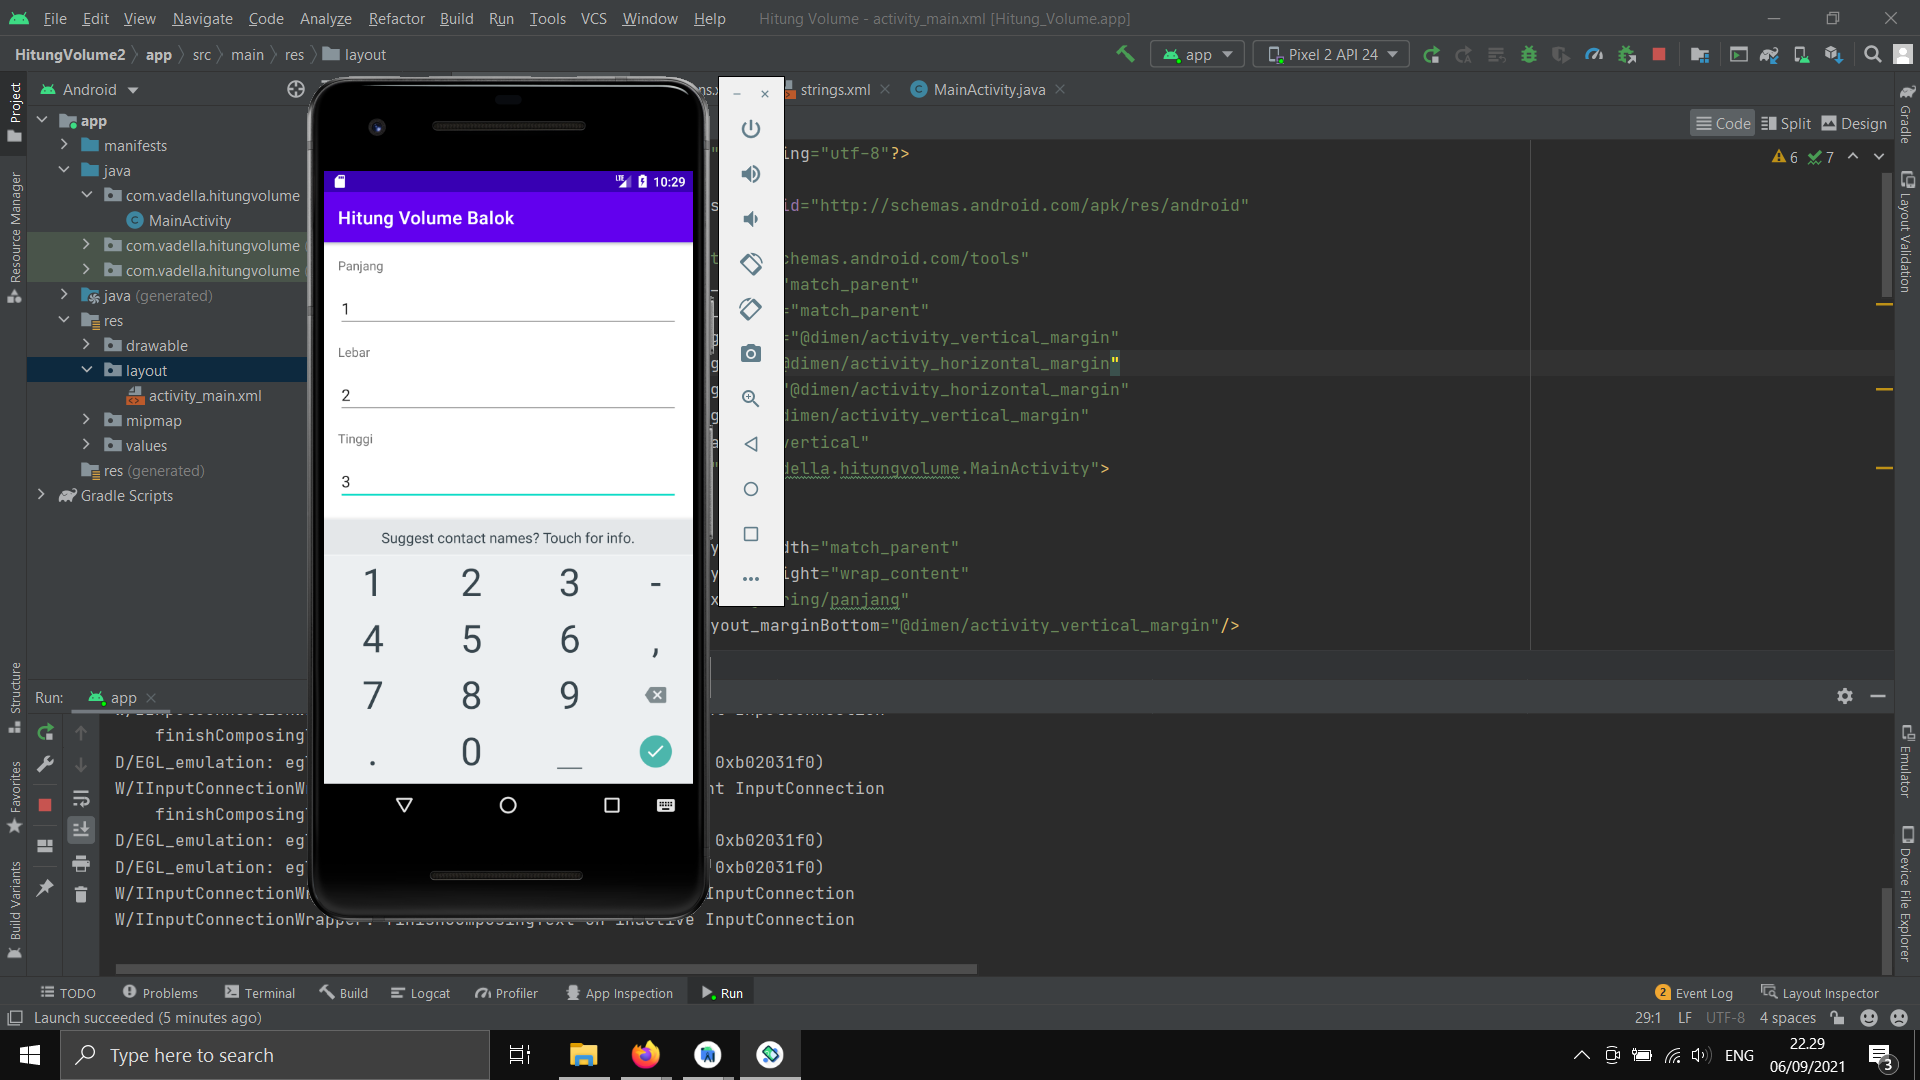 File Edit View Navigate Code Analyze Refactor Build Run Tools VCS Window Help Hitung Volume - activity_main.xml [Hitung_Volume.app]
HitungVolume2 app src main res layout
app Pixel 2 API 24
Project
Android
strings.xml MainActivity.java
Code Split Design
6 7
app
manifests
java
com.vadella.hitungvolume
MainActivity
com.vadella.hitungvolume
com.vadella.hitungvolume
java (generated)
res
drawable
layout
activity_main.xml
mipmap
values
res (generated)
Gradle Scripts
Resource Manager
Structure
Favorites
Build Variants
LTE 10:29
Hitung Volume Balok
Panjang
1
Lebar
2
Tinggi
3
Suggest contact names? Touch for info.
1 2 3 -
4 5 6 ,
7 8 9
. 0 _
ing="utf-8"?>
id="http://schemas.android.com/apk/res/android"
chemas.android.com/tools"
"match_parent"
="match_parent"
="@dimen/activity_vertical_margin"
@dimen/activity_horizontal_margin"
"@dimen/activity_horizontal_margin"
dimen/activity_vertical_margin"
vertical"
della.hitungvolume.MainActivity">
dth="match_parent"
ight="wrap_content"
ring/panjang"
yout_marginBottom="@dimen/activity_vertical_margin"/>
Gradle
Layout Validation
Emulator
Device File Explorer
Run: app
finishComposing
D/EGL_emulation: eg 0xb02031f0)
W/IInputConnectionW nt InputConnection
finishComposing
D/EGL_emulation: eg 0xb02031f0)
D/EGL_emulation: eg 0xb02031f0)
W/IInputConnectionW InputConnection
W/IInputConnectionWrapper: finishComposingText on inactive InputConnection
TODO Problems Terminal Build Logcat Profiler App Inspection Run 2 Event Log Layout Inspector
Launch succeeded (5 minutes ago) 29:1 LF UTF-8 4 spaces
Type here to search
ENG
22.29
06/09/2021
3